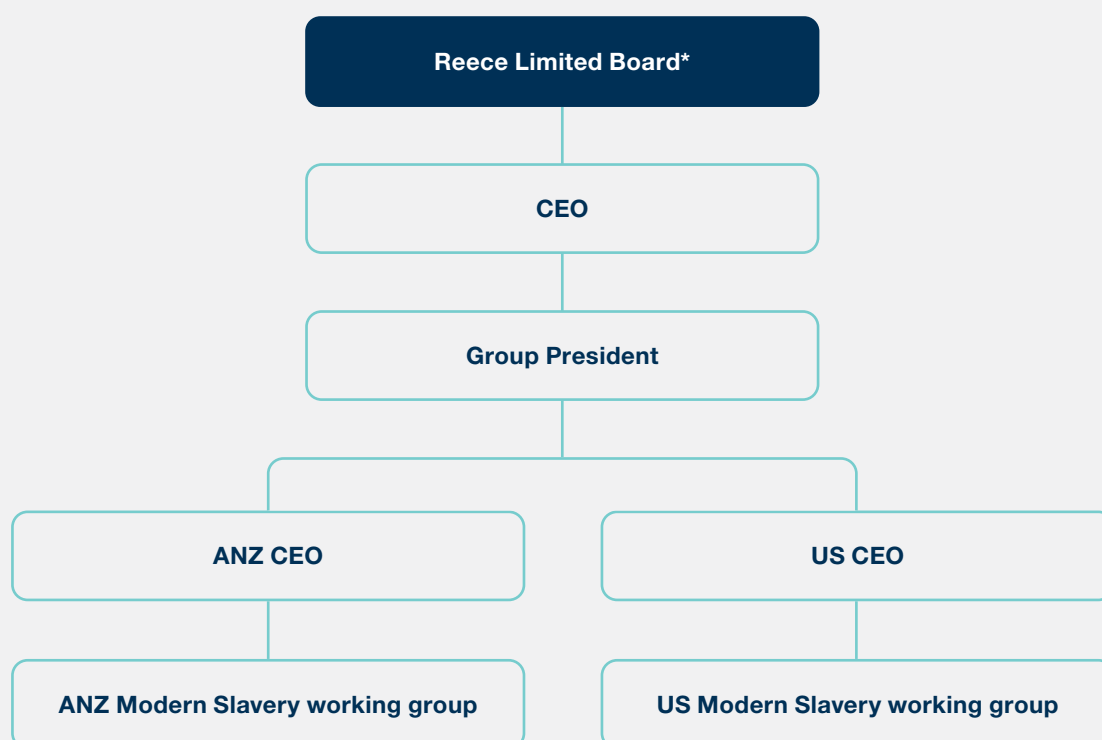 Reece Limited Board*
CEO
Group President
ANZ CEO
US CEO
ANZ Modern Slavery working group
US Modern Slavery working group